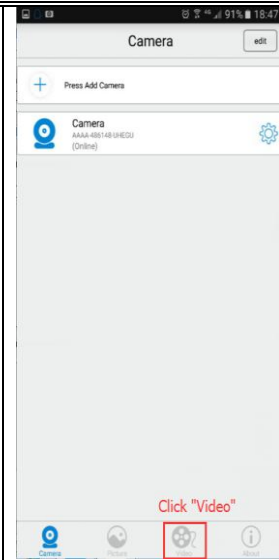 91% 18:47
Camera
edit
Press Add Camera
Camera
AAAA-486148-UHEGU
(Online)
Click "Video"
Camera Picture Video About